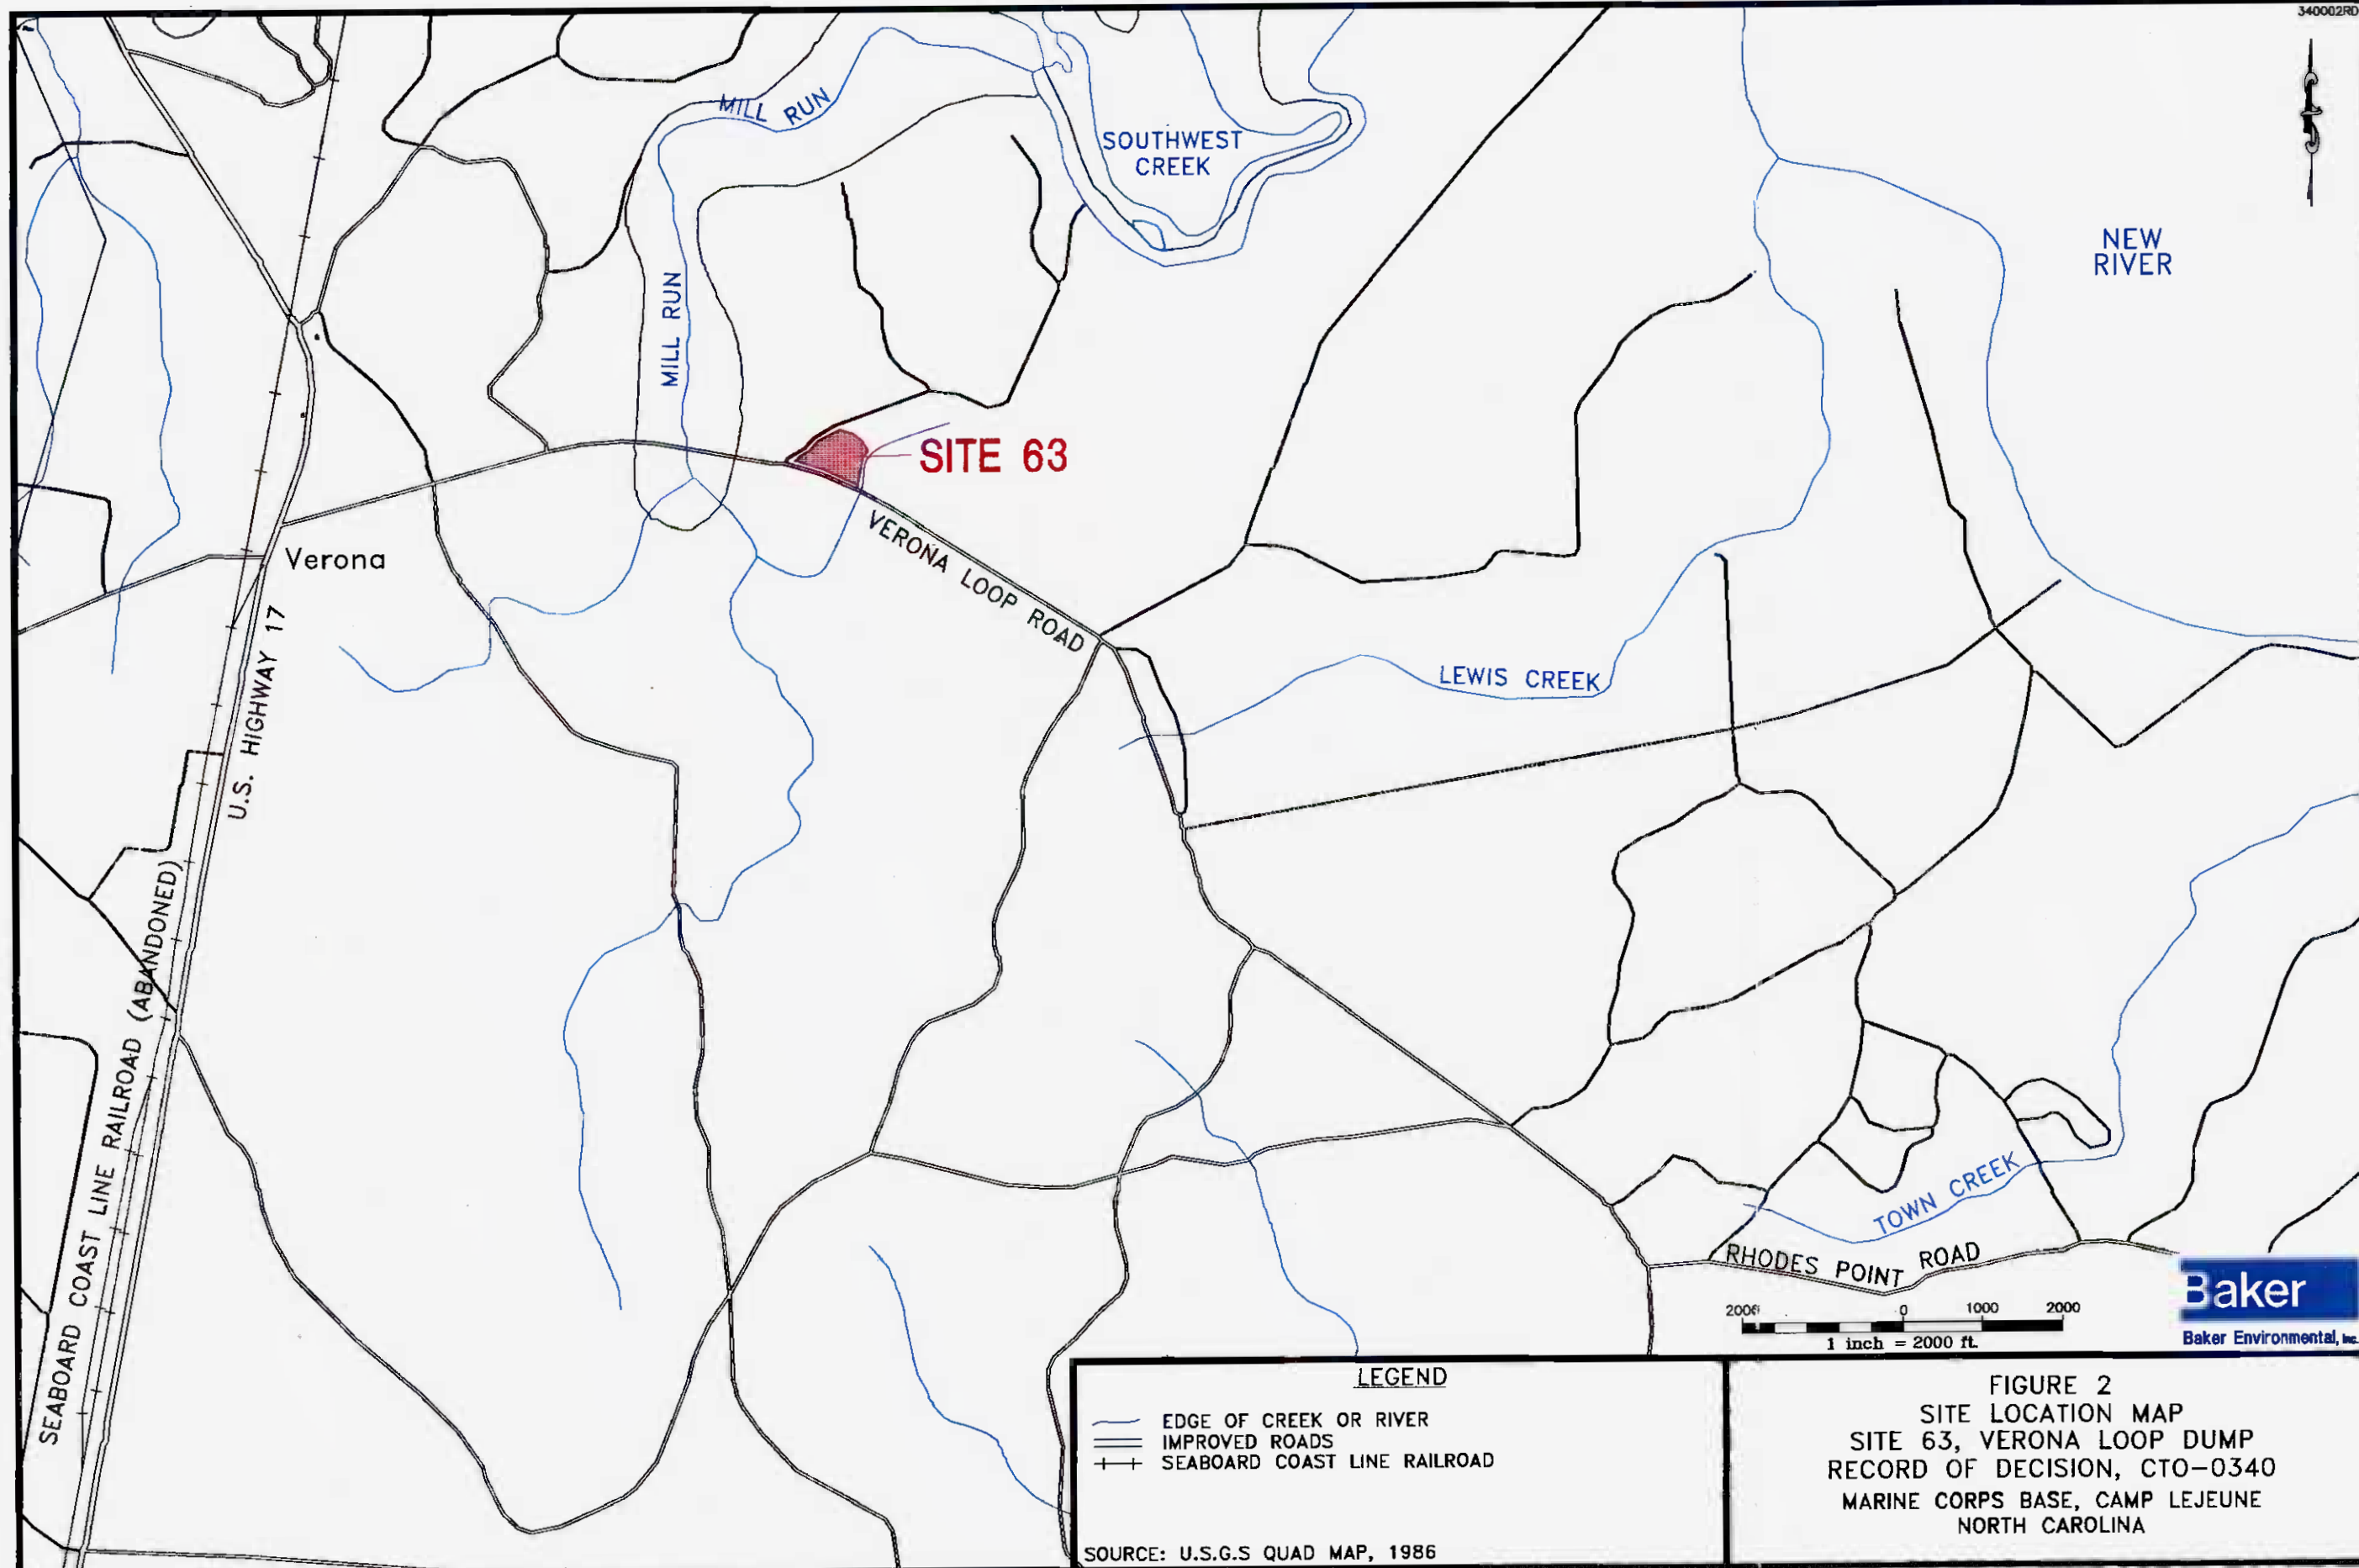 340002RD
MILL RUN
SOUTHWEST
CREEK
NEW
RIVER
MILL RUN
SITE 63
VERONA LOOP ROAD
Verona
U.S. HIGHWAY 17
LEWIS CREEK
SEABOARD COAST LINE RAILROAD (ABANDONED)
TOWN CREEK
RHODES POINT ROAD
0 1000 2000
1 inch = 2000 ft.
Baker
Baker Environmental, Inc.
LEGEND
EDGE OF CREEK OR RIVER
IMPROVED ROADS
SEABOARD COAST LINE RAILROAD
SOURCE: U.S.G.S QUAD MAP, 1986
FIGURE 2
SITE LOCATION MAP
SITE 63, VERONA LOOP DUMP
RECORD OF DECISION, CTO-0340
MARINE CORPS BASE, CAMP LEJEUNE
NORTH CAROLINA